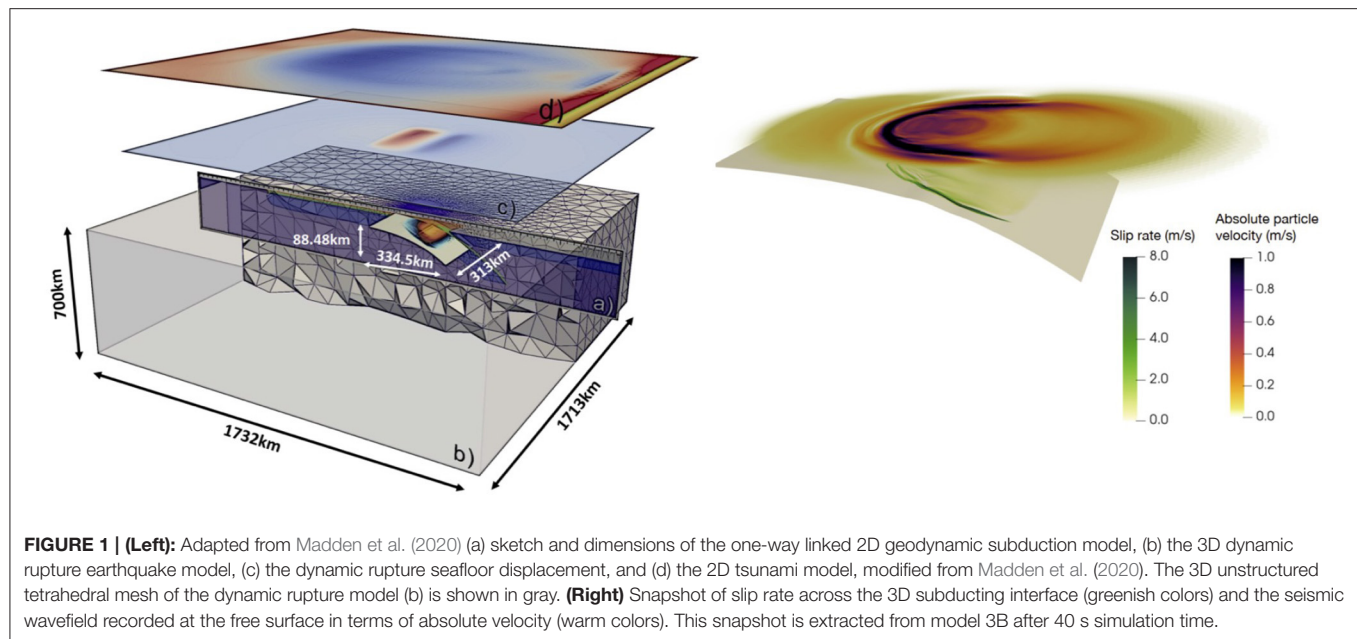 d)
c)
88.48km
334.5km
313km
a)
700km
1732km
1713km
b)
Slip rate (m/s)
8.0
6.0
4.0
2.0
0.0
Absolute particle
velocity (m/s)
1.0
0.8
0.6
0.4
0.2
0.0
FIGURE 1 | (Left): Adapted from Madden et al. (2020) (a) sketch and dimensions of the one-way linked 2D geodynamic subduction model, (b) the 3D dynamic
rupture earthquake model, (c) the dynamic rupture seafloor displacement, and (d) the 2D tsunami model, modified from Madden et al. (2020). The 3D unstructured
tetrahedral mesh of the dynamic rupture model (b) is shown in gray. (Right) Snapshot of slip rate across the 3D subducting interface (greenish colors) and the seismic
wavefield recorded at the free surface in terms of absolute velocity (warm colors). This snapshot is extracted from model 3B after 40 s simulation time.